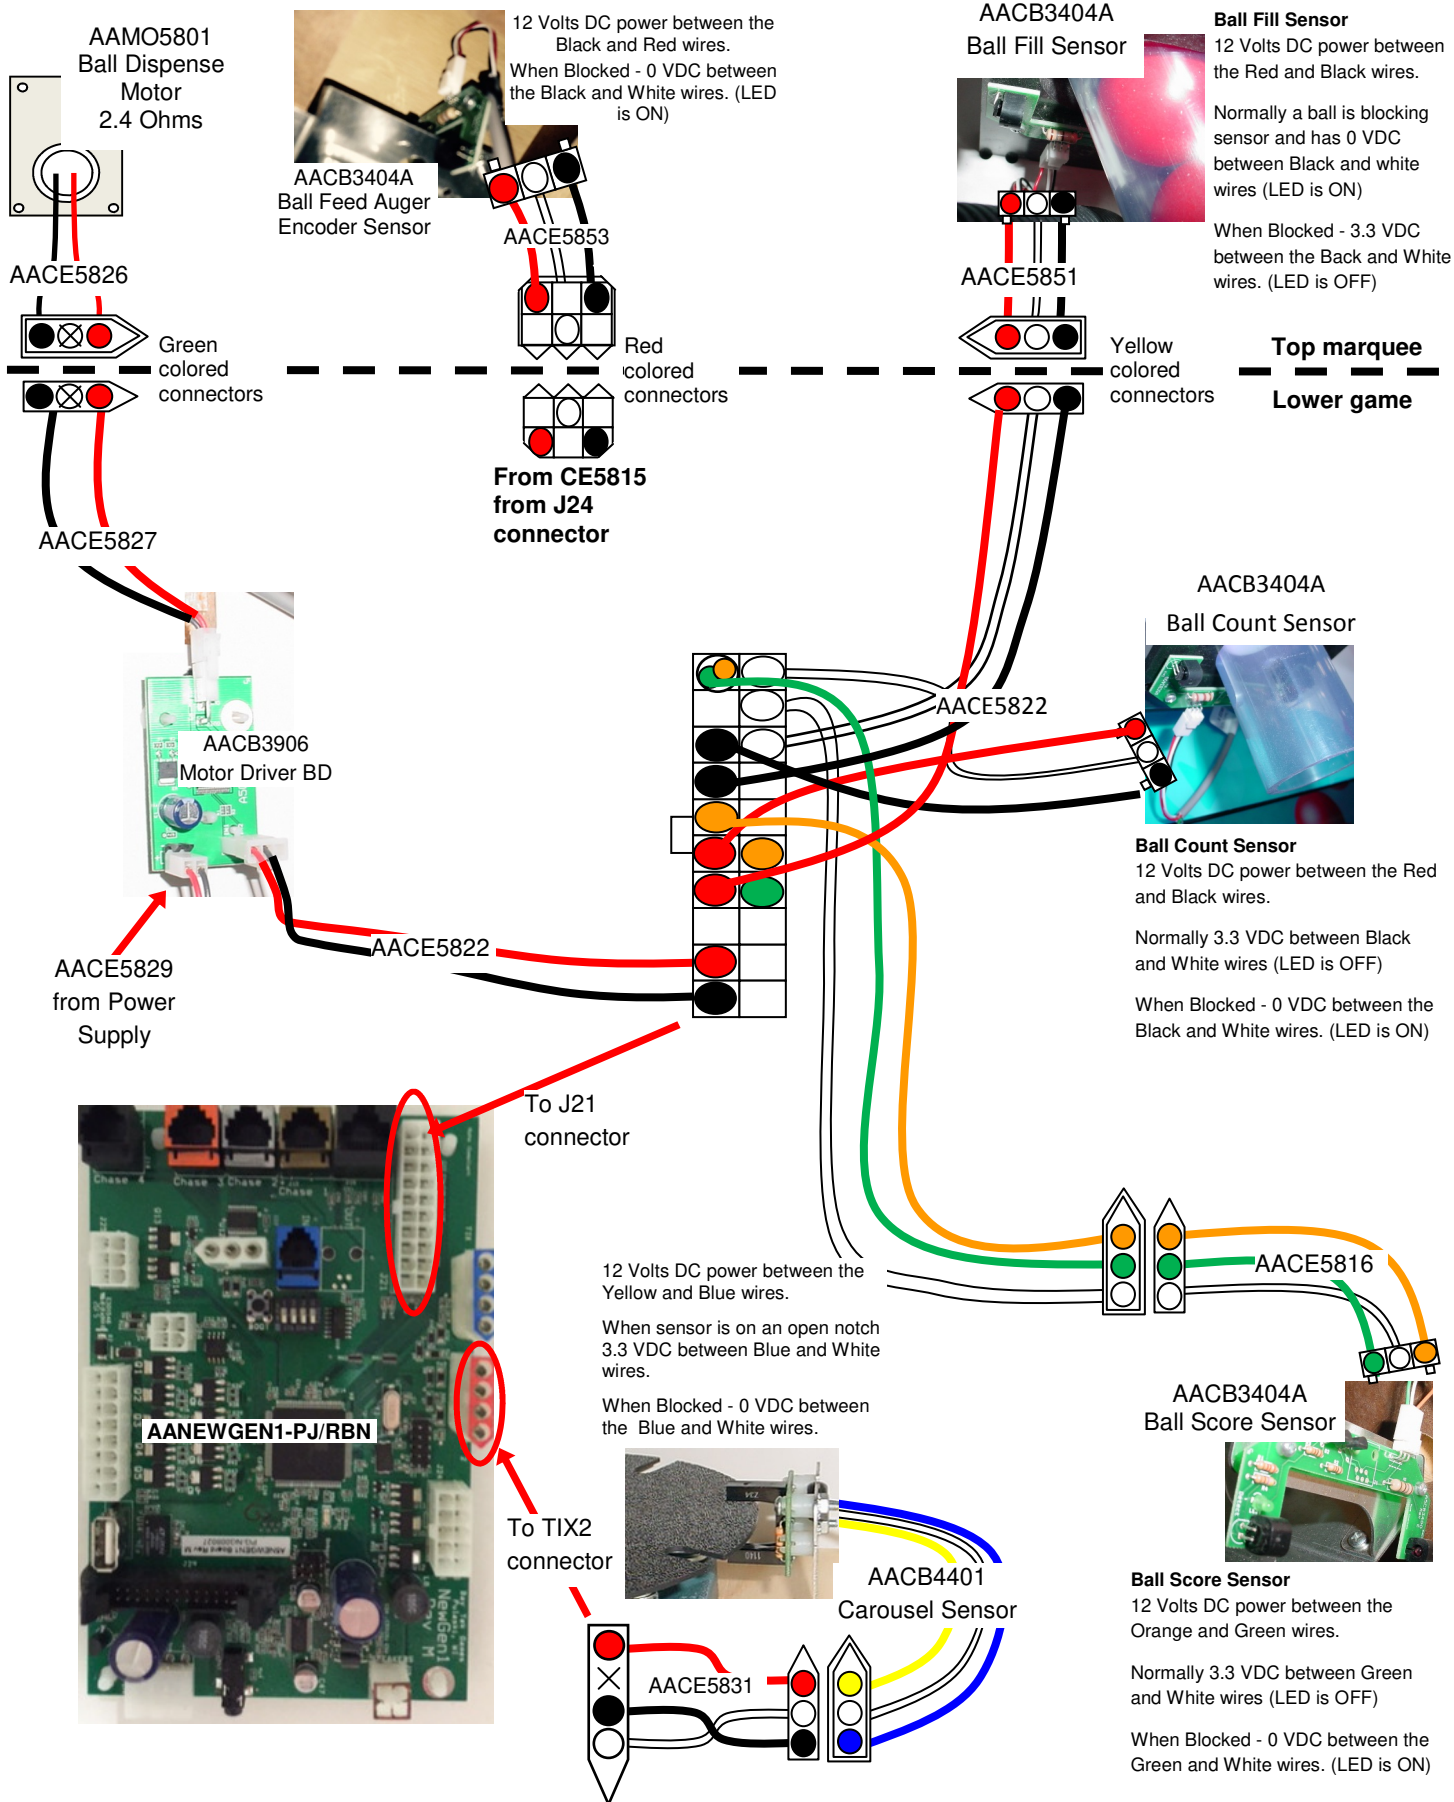 AAMO5801
Ball Dispense
Motor
2.4 Ohms
12 Volts DC power between the
Black and Red wires.
When Blocked - 0 VDC between
the Black and White wires. (LED
is ON)
AACB3404A
Ball Feed Auger
Encoder Sensor
AACB3404A
Ball Fill Sensor
Ball Fill Sensor
12 Volts DC power between
the Red and Black wires.
Normally a ball is blocking
sensor and has 0 VDC
between Black and white
wires (LED is ON)
When Blocked - 3.3 VDC
between the Back and White
wires. (LED is OFF)
AACE5826
AACE5853
AACE5851
Green
colored
connectors
Red
colored
connectors
Yellow
colored
connectors
Top marquee
Lower game
From CE5815
from J24
connector
AACE5827
AACB3404A
Ball Count Sensor
AACE5822
AACB3906
Motor Driver BD
Ball Count Sensor
12 Volts DC power between the Red
and Black wires.
Normally 3.3 VDC between Black
and White wires (LED is OFF)
When Blocked - 0 VDC between the
Black and White wires. (LED is ON)
AACE5822
AACE5829
from Power
Supply
To J21
connector
Chase 4
Chase 3
Chase 2
Chase 1
12 Volts DC power between the
Yellow and Blue wires.
When sensor is on an open notch
3.3 VDC between Blue and White
wires.
When Blocked - 0 VDC between
the Blue and White wires.
AACE5816
AACB3404A
Ball Score Sensor
AANEWGEN1-PJ/RBN
ASNEWGEN1 Board Rev M
NewGen1
Rev M
To TIX2
connector
AACB4401
Carousel Sensor
AACE5831
Ball Score Sensor
12 Volts DC power between the
Orange and Green wires.
Normally 3.3 VDC between Green
and White wires (LED is OFF)
When Blocked - 0 VDC between the
Green and White wires. (LED is ON)